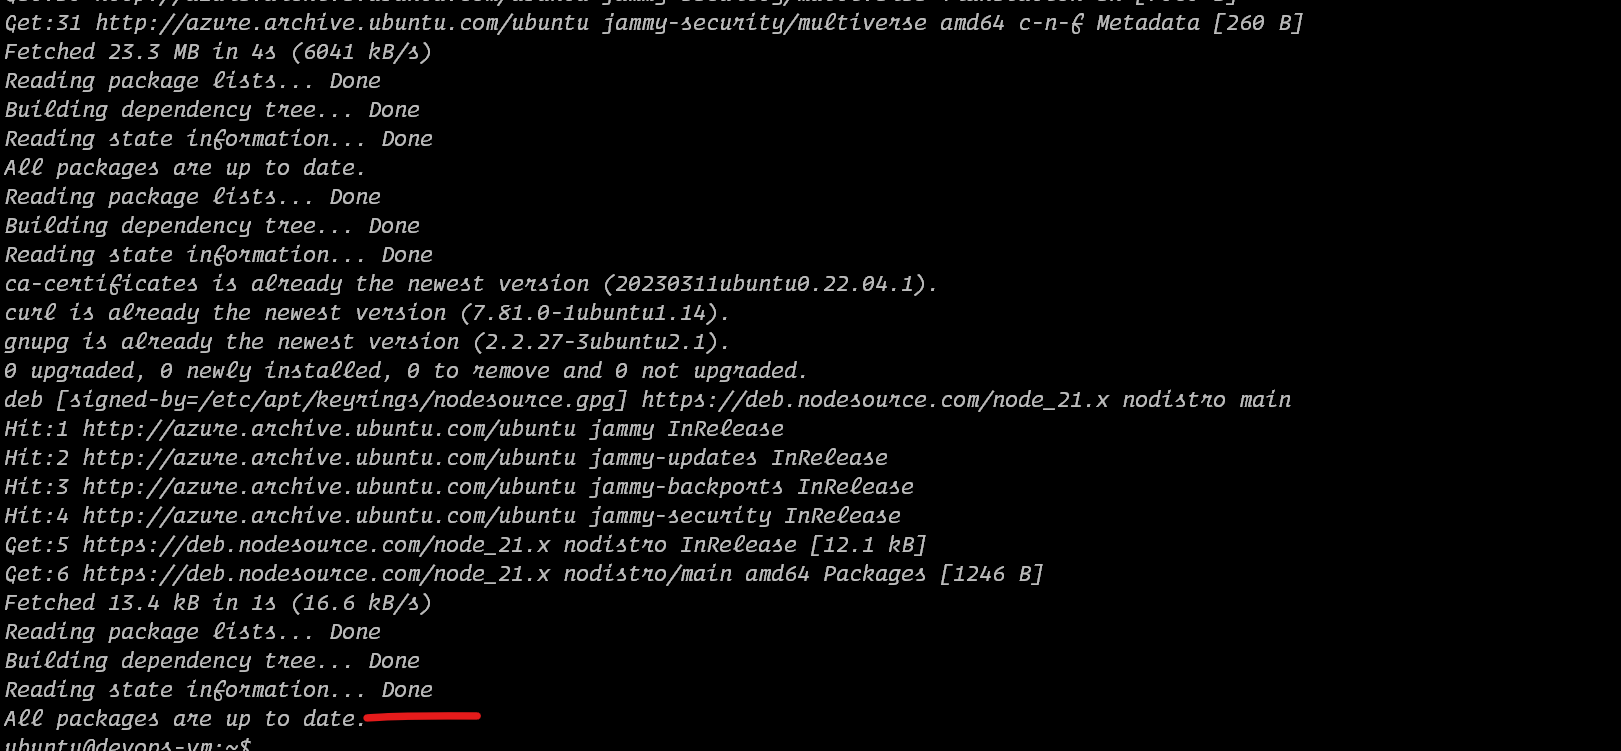 Get:31 http://azure.archive.ubuntu.com/ubuntu jammy-security/multiverse amd64 c-n-f Metadata [260 B]
Fetched 23.3 MB in 4s (6041 kB/s)
Reading package lists... Done
Building dependency tree... Done
Reading state information... Done
All packages are up to date.
Reading package lists... Done
Building dependency tree... Done
Reading state information... Done
ca-certificates is already the newest version (20230311ubuntu0.22.04.1).
curl is already the newest version (7.81.0-1ubuntu1.14).
gnupg is already the newest version (2.2.27-3ubuntu2.1).
0 upgraded, 0 newly installed, 0 to remove and 0 not upgraded.
deb [signed-by=/etc/apt/keyrings/nodesource.gpg] https://deb.nodesource.com/node_21.x nodistro main
Hit:1 http://azure.archive.ubuntu.com/ubuntu jammy InRelease
Hit:2 http://azure.archive.ubuntu.com/ubuntu jammy-updates InRelease
Hit:3 http://azure.archive.ubuntu.com/ubuntu jammy-backports InRelease
Hit:4 http://azure.archive.ubuntu.com/ubuntu jammy-security InRelease
Get:5 https://deb.nodesource.com/node_21.x nodistro InRelease [12.1 kB]
Get:6 https://deb.nodesource.com/node_21.x nodistro/main amd64 Packages [1246 B]
Fetched 13.4 kB in 1s (16.6 kB/s)
Reading package lists... Done
Building dependency tree... Done
Reading state information... Done
All packages are up to date.
ubuntu@devops-vm:~$